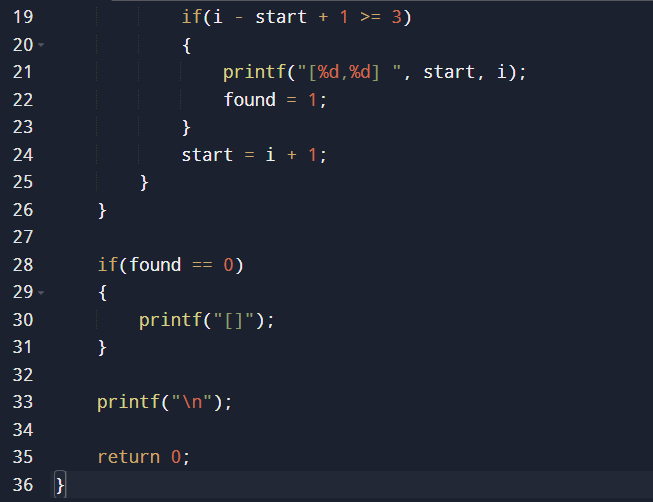 19 if(i - start + 1 >= 3)
20 {
21 printf("[%d,%d] ", start, i);
22 found = 1;
23 }
24 start = i + 1;
25 }
26 }
27
28 if(found == 0)
29 {
30 printf("[]");
31 }
32
33 printf("\n");
34
35 return 0;
36 }